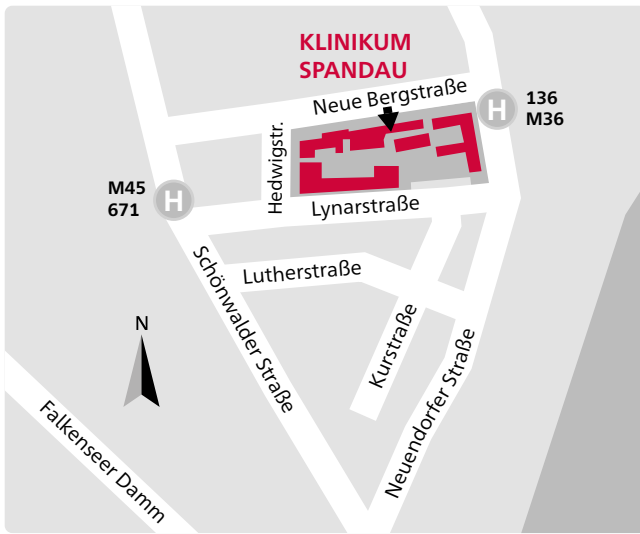 KLINIKUM
SPANDAU
Neue Bergstraße
H
136
M36
Hedwigstr.
M45
671
H
Lynarstraße
Schönwalder Straße
Lutherstraße
Kurstraße
Neuendorfer Straße
N
Falkenseer Damm